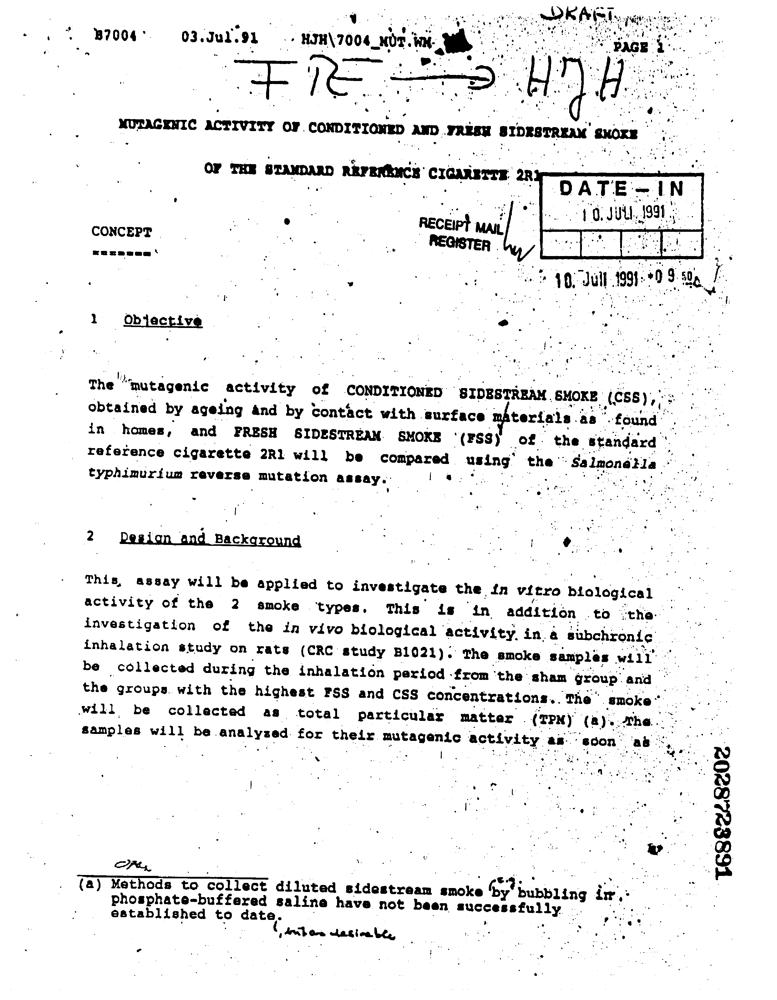 DRAFT
B7004 03.Jul.91 HJH\7004_MUT.WM PAGE 1
HJH
MUTAGENIC ACTIVITY OF CONDITIONED AND FRESH SIDESTREAM SMOKE
OF THE STANDARD REFERENCE CIGARETTE 2R1
DATE-IN
10. JULI 1991
RECEIPT MAIL
REGISTER
10. Juli 1991 09
CONCEPT
=======
1 Objective
The mutagenic activity of CONDITIONED SIDESTREAM SMOKE (CSS),
obtained by ageing and by contact with surface materials as found
in homes, and FRESH SIDESTREAM SMOKE (FSS) of the standard
reference cigarette 2R1 will be compared using the Salmonella
typhimurium reverse mutation assay.
2 Design and Background
This assay will be applied to investigate the in vitro biological
activity of the 2 smoke types. This is in addition to the
investigation of the in vivo biological activity in a subchronic
inhalation study on rats (CRC study B1021). The smoke samples will
be collected during the inhalation period from the sham group and
the groups with the highest FSS and CSS concentrations. The smoke
will be collected as total particular matter (TPM) (a). The
samples will be analyzed for their mutagenic activity as soon as
2028723891
(a) Methods to collect diluted sidestream smoke by bubbling in
phosphate-buffered saline have not been successfully
established to date.
desirable